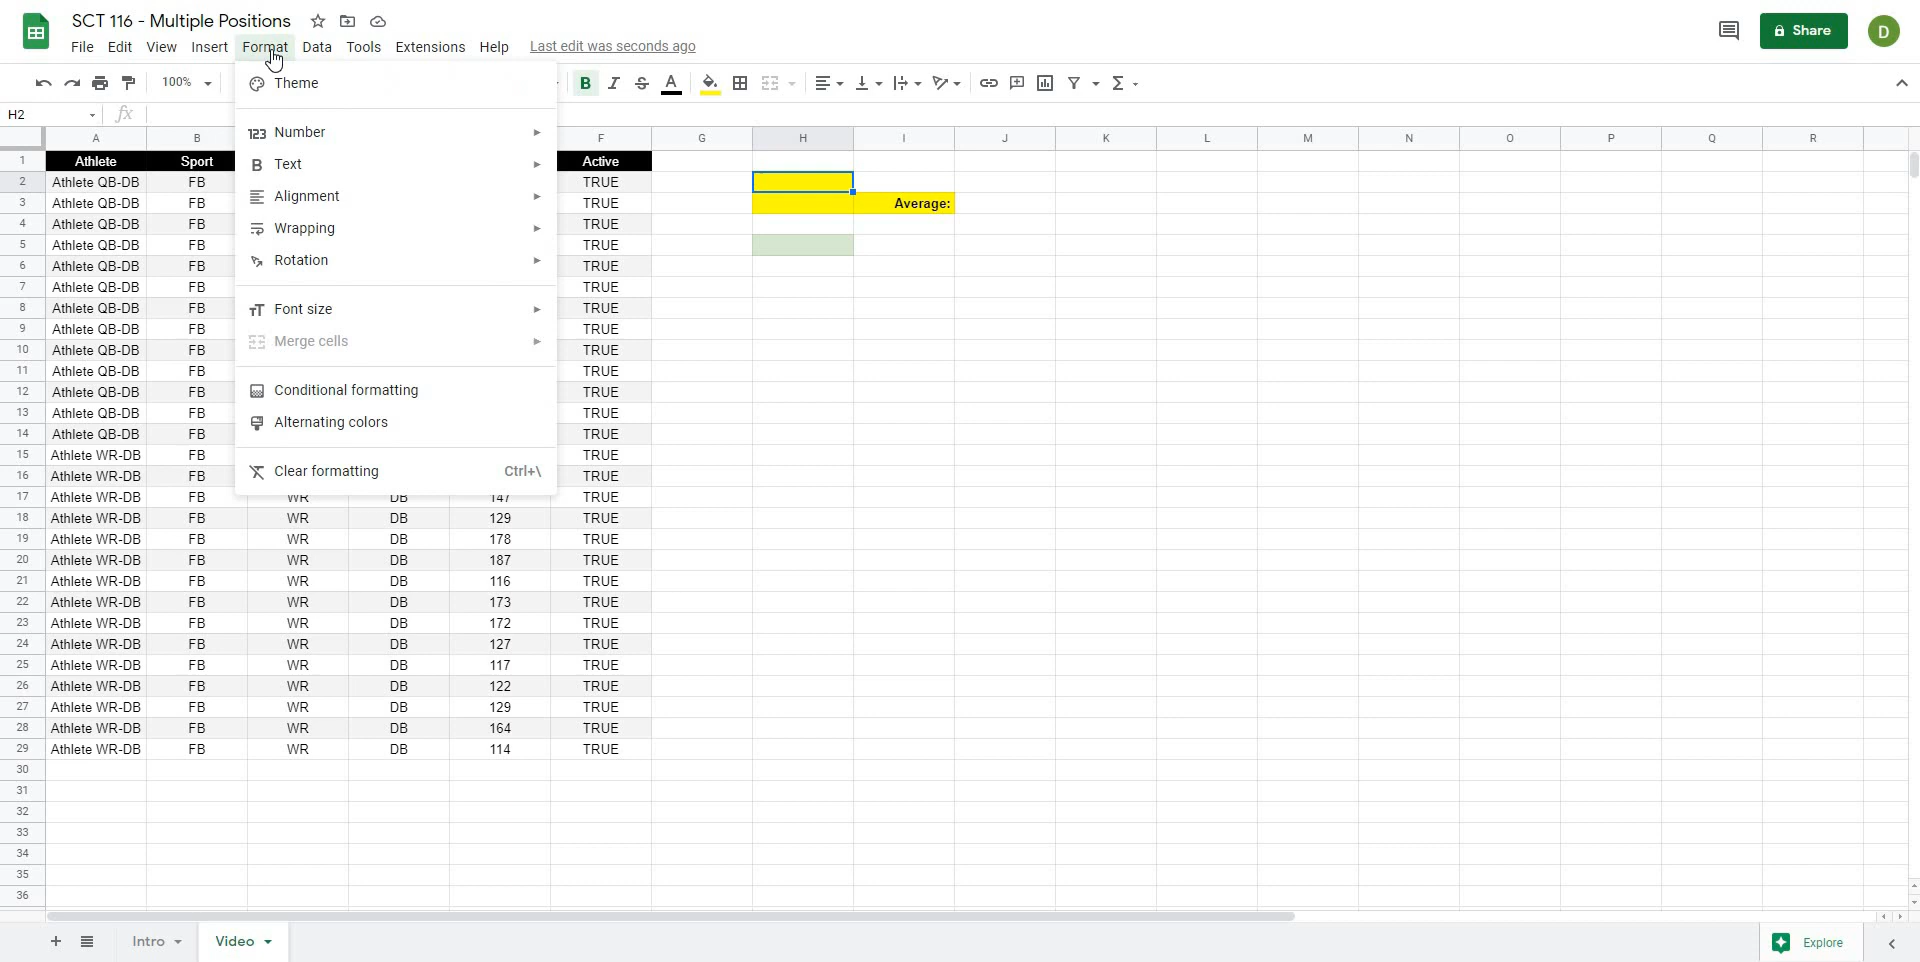 SCT 116 - Multiple Positions
File Edit View Insert Format Data Tools Extensions Help Last edit was seconds ago
Share
D
100%
Theme
H2
fx
123 Number
B Text
Alignment
Wrapping
Rotation
Font size
Merge cells
Conditional formatting
Alternating colors
Clear formatting Ctrl+\
A B F G H I J K L M N O P Q R
1 Athlete Sport Active
2 Athlete QB-DB FB TRUE
3 Athlete QB-DB FB TRUE Average:
4 Athlete QB-DB FB TRUE
5 Athlete QB-DB FB TRUE
6 Athlete QB-DB FB TRUE
7 Athlete QB-DB FB TRUE
8 Athlete QB-DB FB TRUE
9 Athlete QB-DB FB TRUE
10 Athlete QB-DB FB TRUE
11 Athlete QB-DB FB TRUE
12 Athlete QB-DB FB TRUE
13 Athlete QB-DB FB TRUE
14 Athlete QB-DB FB TRUE
15 Athlete WR-DB FB TRUE
16 Athlete WR-DB FB TRUE
17 Athlete WR-DB FB WR DB 147 TRUE
18 Athlete WR-DB FB WR DB 129 TRUE
19 Athlete WR-DB FB WR DB 178 TRUE
20 Athlete WR-DB FB WR DB 187 TRUE
21 Athlete WR-DB FB WR DB 116 TRUE
22 Athlete WR-DB FB WR DB 173 TRUE
23 Athlete WR-DB FB WR DB 172 TRUE
24 Athlete WR-DB FB WR DB 127 TRUE
25 Athlete WR-DB FB WR DB 117 TRUE
26 Athlete WR-DB FB WR DB 122 TRUE
27 Athlete WR-DB FB WR DB 129 TRUE
28 Athlete WR-DB FB WR DB 164 TRUE
29 Athlete WR-DB FB WR DB 114 TRUE
30
31
32
33
34
35
36
Intro Video Explore